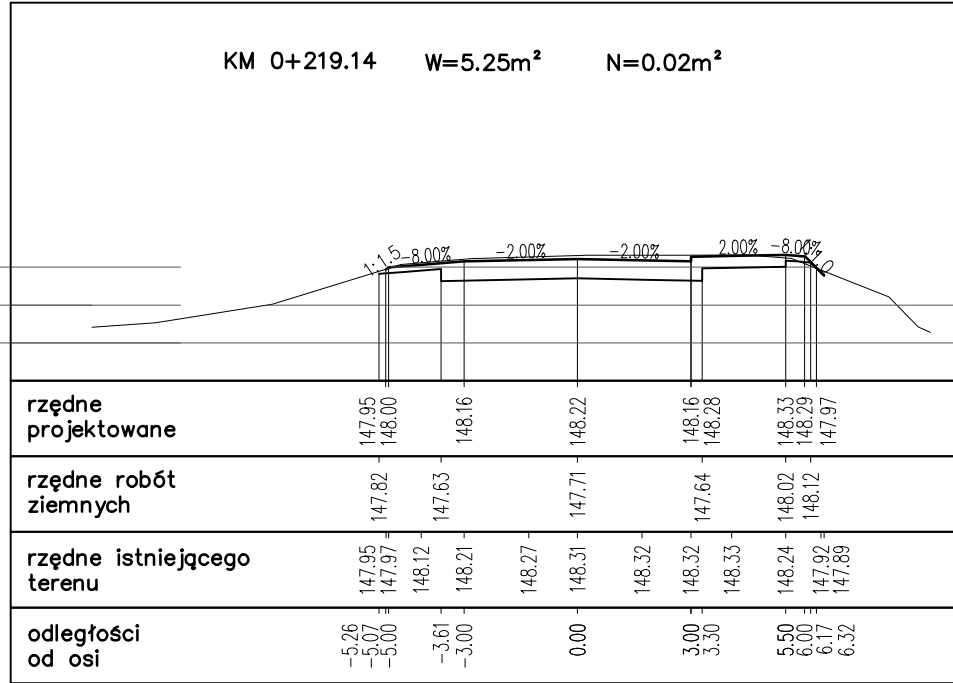 KM 0+219.14 W=5.25m² N=0.02m²
1:1.5 -8.00% -2.00% -2.00% 2.00% -8.00%
rzędne
projektowane
147.95 148.00 148.16 148.22 148.16 148.28 148.33 148.29 147.97
rzędne robót
ziemnych
147.82 147.63 147.71 147.64 148.02 148.12
rzędne istniejącego
terenu
147.95 147.97 148.12 148.21 148.27 148.31 148.32 148.32 148.33 148.24 147.92 147.89
odległości
od osi
-5.26 -5.07 -5.00 -3.61 -3.00 0.00 3.00 3.30 5.50 6.00 6.17 6.32